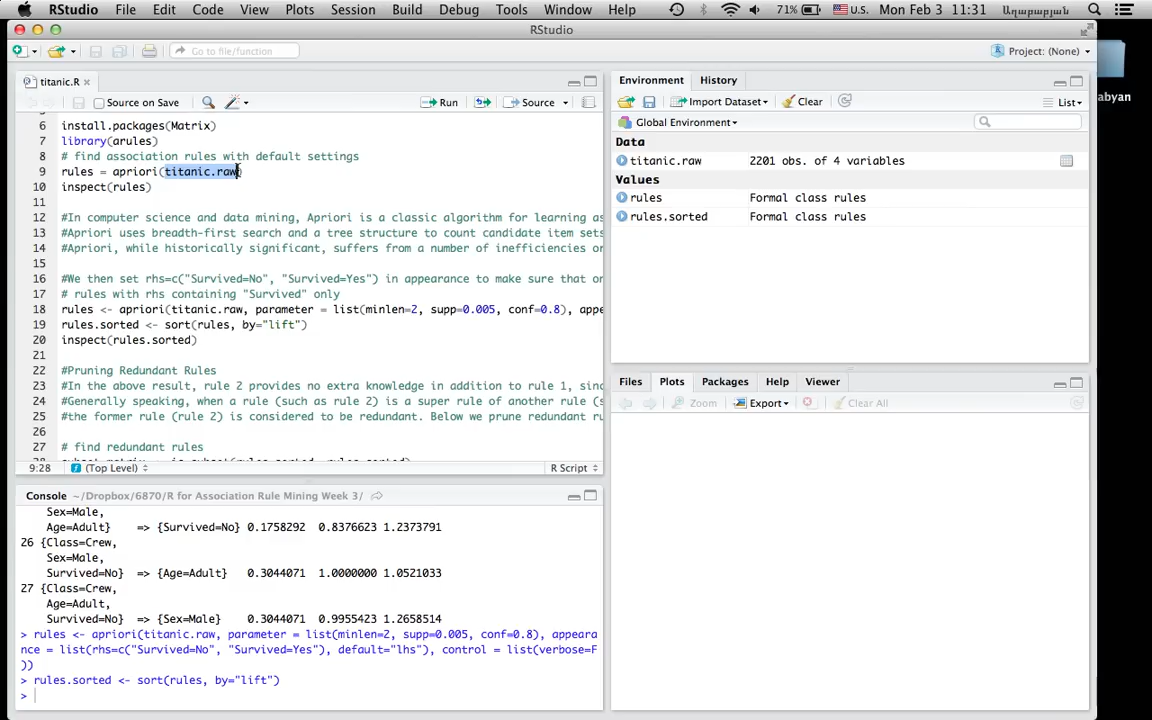 RStudio File Edit Code View Plots Session Build Debug Tools Window Help 71% U.S. Mon Feb 3 11:31 Աղաբաբյան
RStudio
Go to file/function Project: (None)
titanic.R
Source on Save Run Source
6 install.packages(Matrix)
7 library(arules)
8 # find association rules with default settings
9 rules = apriori(titanic.raw)
10 inspect(rules)
11
12 #In computer science and data mining, Apriori is a classic algorithm for learning as
13 #Apriori uses breadth-first search and a tree structure to count candidate item sets
14 #Apriori, while historically significant, suffers from a number of inefficiencies or
15
16 #We then set rhs=c("Survived=No", "Survived=Yes") in appearance to make sure that on
17 # rules with rhs containing "Survived" only
18 rules <- apriori(titanic.raw, parameter = list(minlen=2, supp=0.005, conf=0.8), appe
19 rules.sorted <- sort(rules, by="lift")
20 inspect(rules.sorted)
21
22 #Pruning Redundant Rules
23 #In the above result, rule 2 provides no extra knowledge in addition to rule 1, sinc
24 #Generally speaking, when a rule (such as rule 2) is a super rule of another rule (s
25 #the former rule (rule 2) is considered to be redundant. Below we prune redundant ru
26
27 # find redundant rules
9:28 (Top Level) R Script
Console ~/Dropbox/6870/R for Association Rule Mining Week 3/
Sex=Male,
Age=Adult} => {Survived=No} 0.1758292 0.8376623 1.2373791
26 {Class=Crew,
Sex=Male,
Survived=No} => {Age=Adult} 0.3044071 1.0000000 1.0521033
27 {Class=Crew,
Age=Adult,
Survived=No} => {Sex=Male} 0.3044071 0.9955423 1.2658514
> rules <- apriori(titanic.raw, parameter = list(minlen=2, supp=0.005, conf=0.8), appeara
nce = list(rhs=c("Survived=No", "Survived=Yes"), default="lhs"), control = list(verbose=F
))
> rules.sorted <- sort(rules, by="lift")
>
Environment History
Import Dataset Clear List
Global Environment
Data
titanic.raw 2201 obs. of 4 variables
Values
rules Formal class rules
rules.sorted Formal class rules
Files Plots Packages Help Viewer
Zoom Export Clear All
abyan